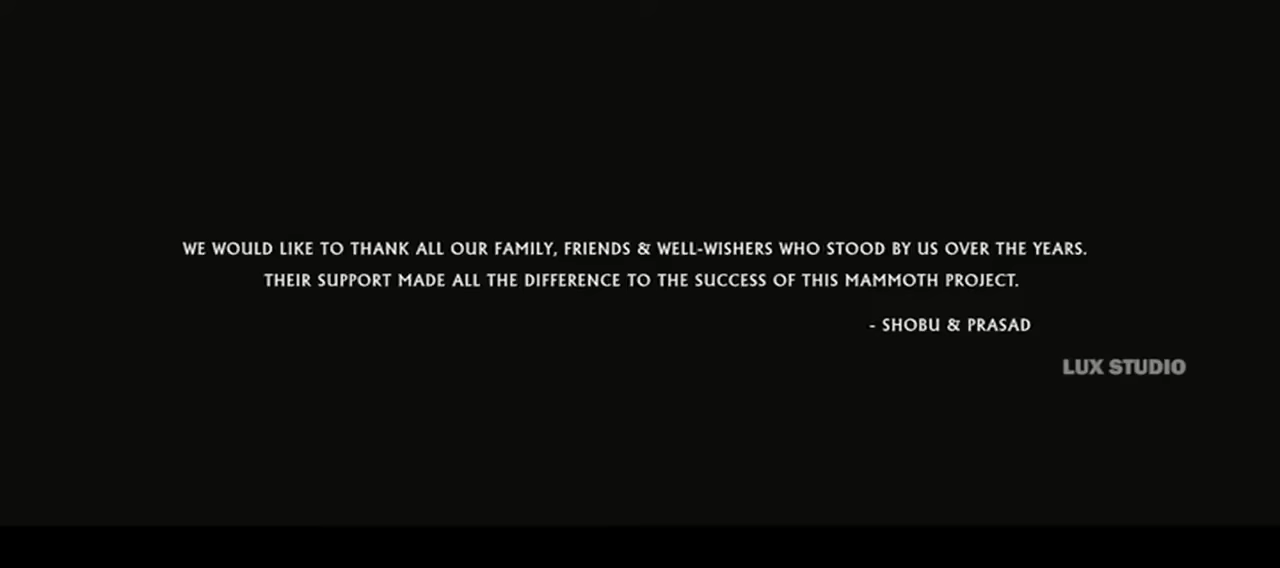 WE WOULD LIKE TO THANK ALL OUR FAMILY, FRIENDS & WELL-WISHERS WHO STOOD BY US OVER THE YEARS.
THEIR SUPPORT MADE ALL THE DIFFERENCE TO THE SUCCESS OF THIS MAMMOTH PROJECT.
- SHOBU & PRASAD
LUX STUDIO